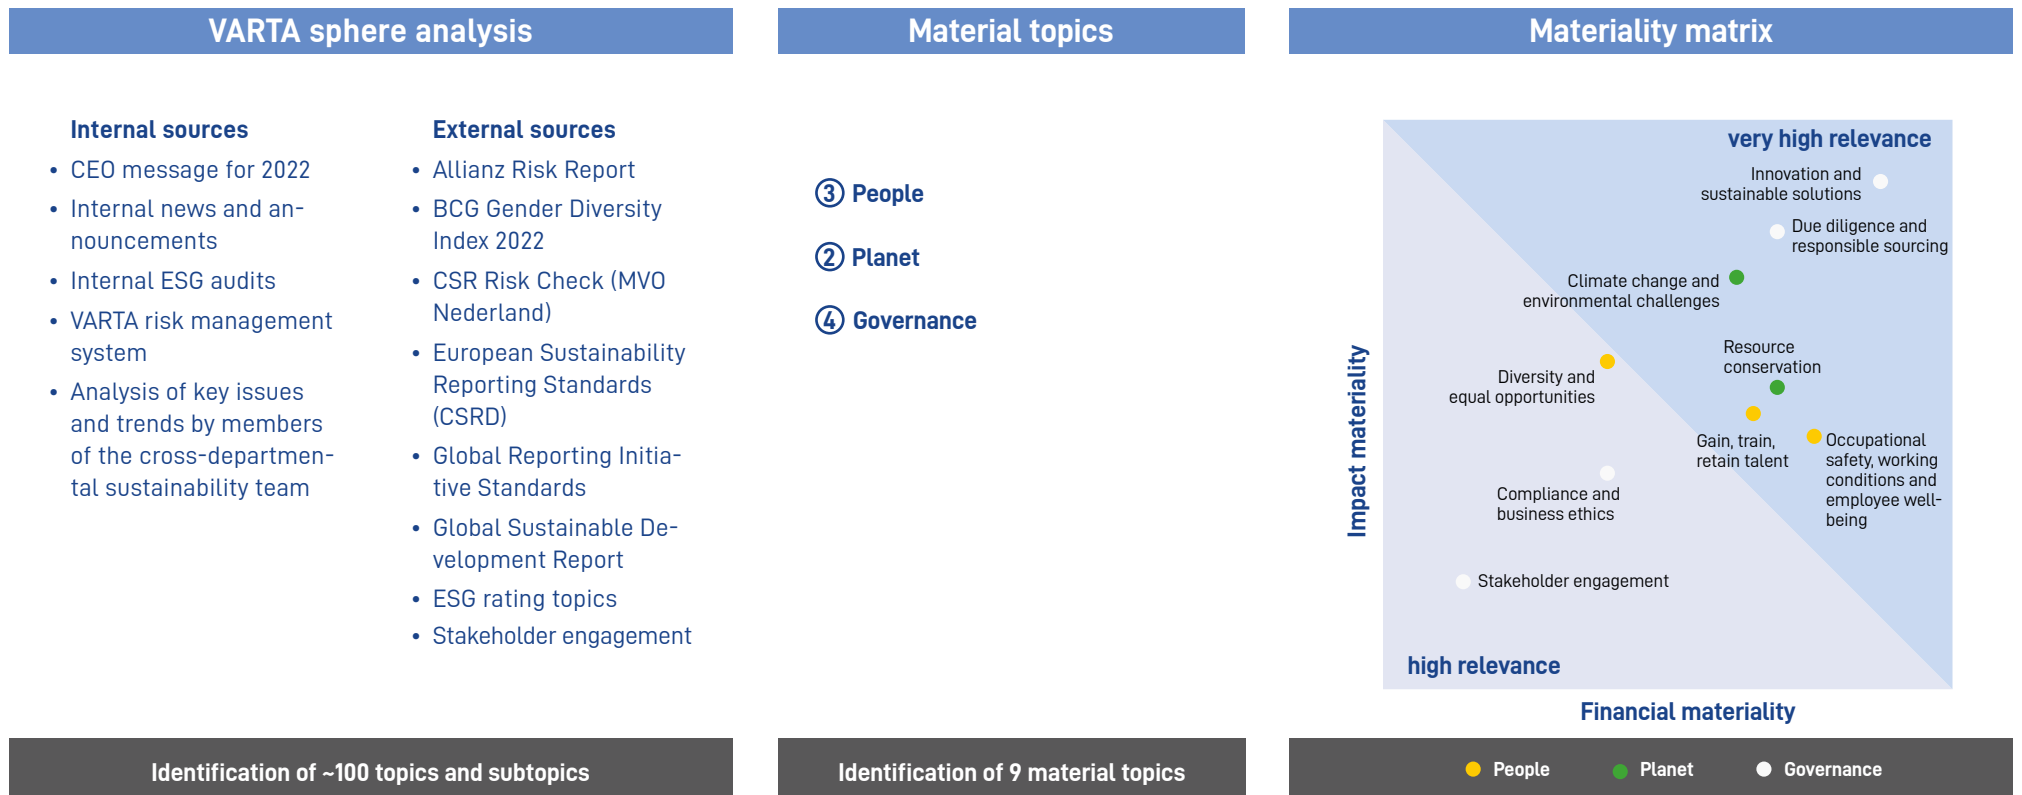 VARTA sphere analysis
Internal sources
• CEO message for 2022
• Internal news and an-
nouncements
• Internal ESG audits
• VARTA risk management
system
• Analysis of key issues
and trends by members
of the cross-departmen-
tal sustainability team
External sources
• Allianz Risk Report
• BCG Gender Diversity
Index 2022
• CSR Risk Check (MVO
Nederland)
• European Sustainability
Reporting Standards
(CSRD)
• Global Reporting Initia-
tive Standards
• Global Sustainable De-
velopment Report
• ESG rating topics
• Stakeholder engagement
Identification of ~100 topics and subtopics
Material topics
3 People
2 Planet
4 Governance
Identification of 9 material topics
Materiality matrix
very high relevance
Innovation and
sustainable solutions
Due diligence and
responsible sourcing
Climate change and
environmental challenges
Resource
conservation
Diversity and
equal opportunities
Gain, train,
retain talent
Occupational
safety, working
conditions and
employee well-
being
Compliance and
business ethics
Stakeholder engagement
high relevance
Impact materiality
Financial materiality
People
Planet
Governance